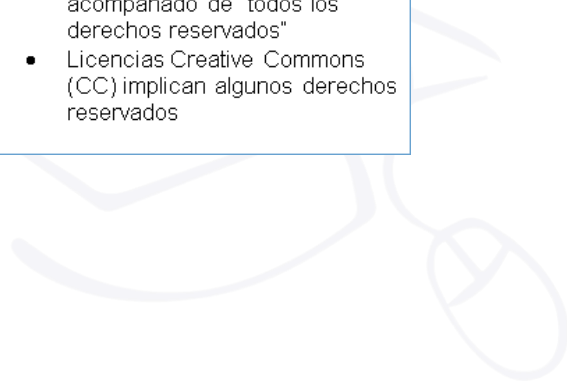 acompañado de "todos los
derechos reservados"
• Licencias Creative Commons
(CC) implican algunos derechos
reservados